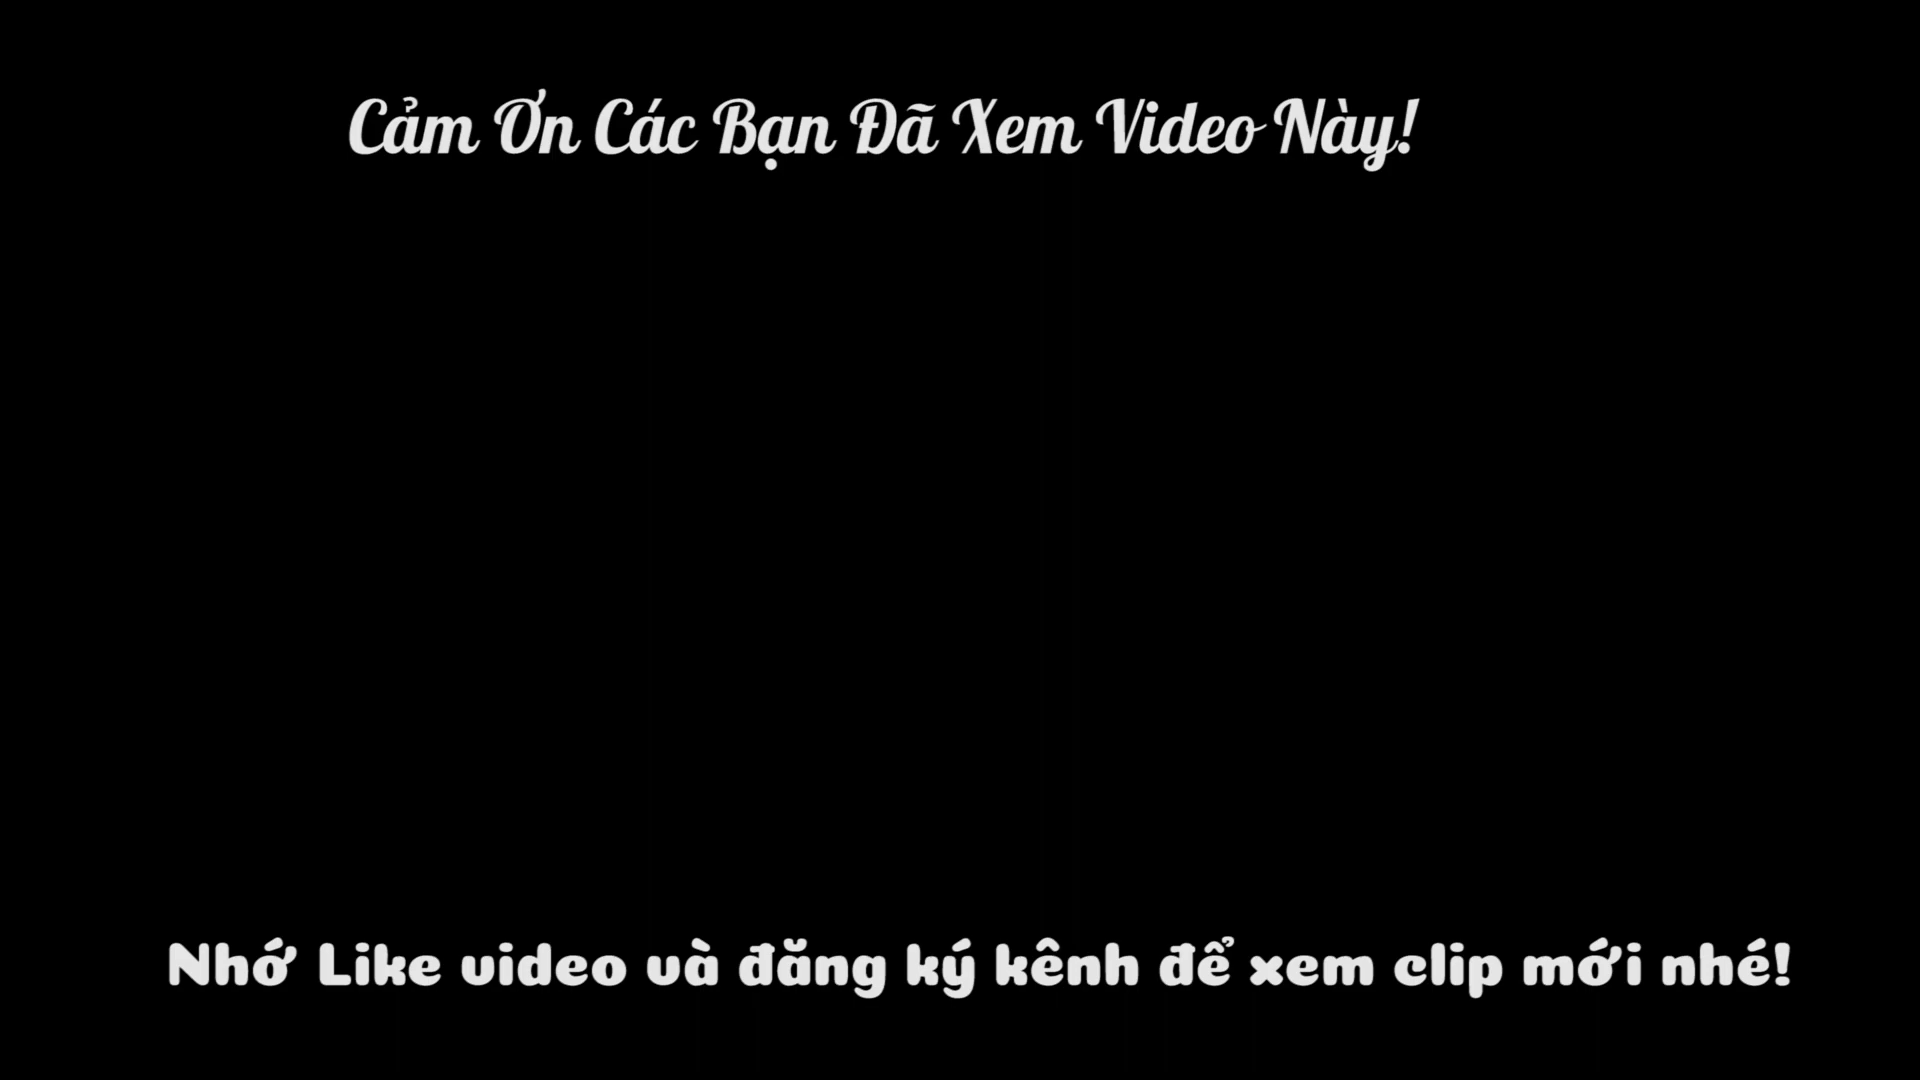 Cảm Ơn Các Bạn Đã Xem Video Này!
Nhớ Like video và đăng ký kênh để xem clip mới nhé!